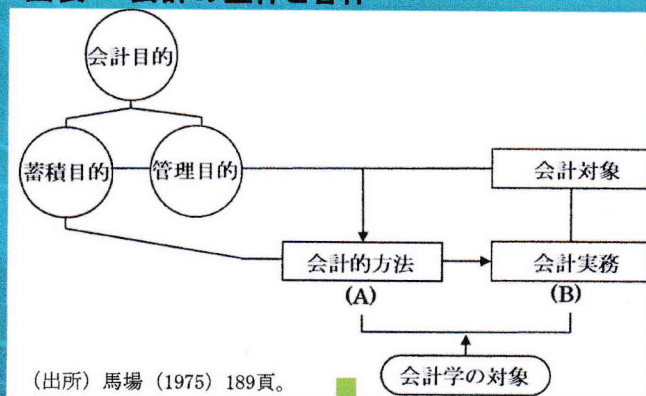 会計目的
蓄積目的
管理目的
会計対象
会計的方法
会計実務
(A)
(B)
会計学の対象
(出所) 馬場 (1975) 189頁。